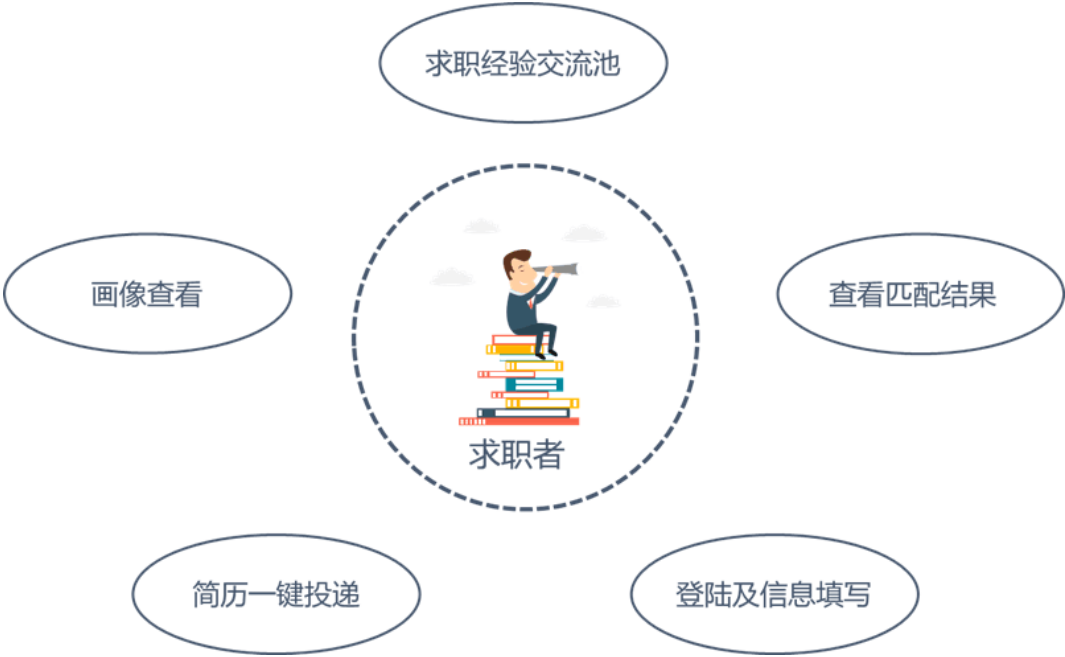 求职经验交流池
画像查看
查看匹配结果
求职者
简历一键投递
登陆及信息填写